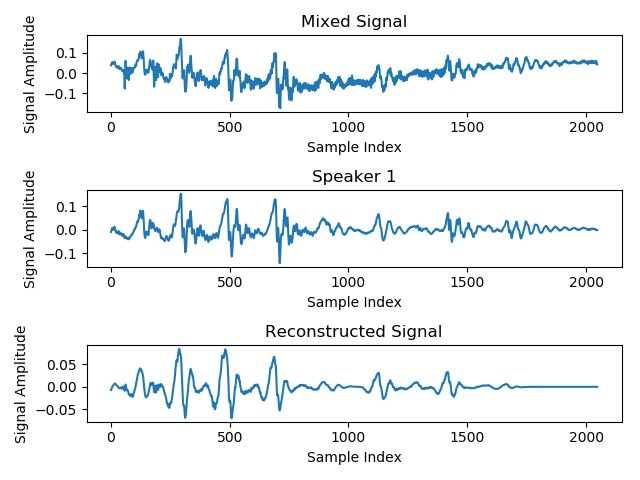 Mixed Signal
Signal Amplitude
0.1
0.0
−0.1
0 500 1000 1500 2000
Sample Index
Speaker 1
Signal Amplitude
0.1
0.0
−0.1
0 500 1000 1500 2000
Sample Index
Reconstructed Signal
Signal Amplitude
0.05
0.00
−0.05
0 500 1000 1500 2000
Sample Index